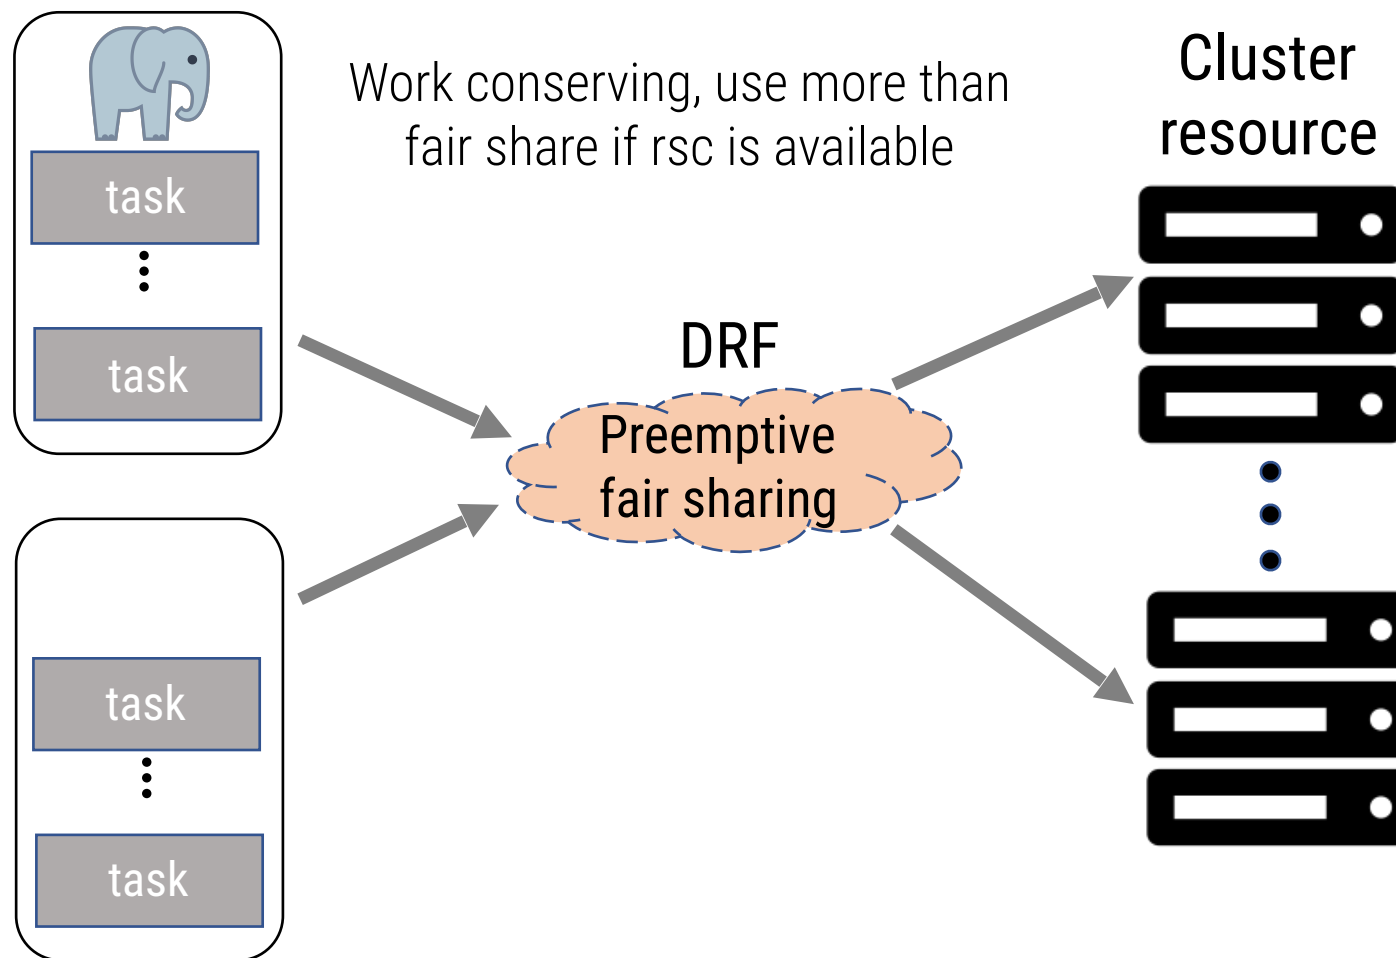 Work conserving, use more than
fair share if rsc is available
Cluster
resource
task
task
DRF
Preemptive
fair sharing
task
task